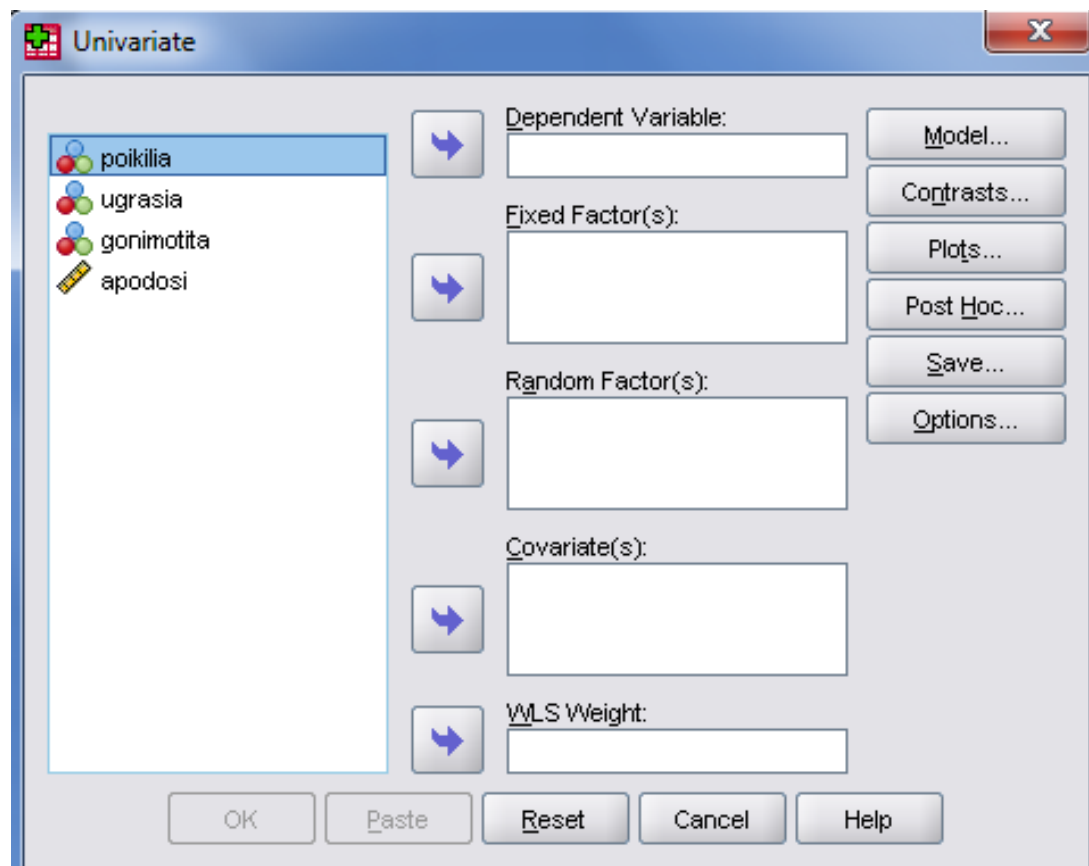 Univariate
poikilia
ugrasia
gonimotita
apodosi
Dependent Variable:
Fixed Factor(s):
Random Factor(s):
Covariate(s):
WLS Weight:
Model...
Contrasts...
Plots...
Post Hoc...
Save...
Options...
OK
Paste
Reset
Cancel
Help